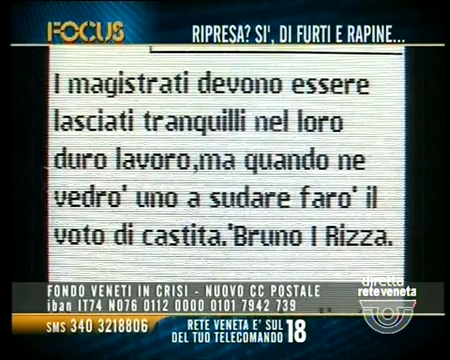 FOCUS
RIPRESA? SI', DI FURTI E RAPINE...
I magistrati devono essere
lasciati tranquilli nel loro
duro lavoro,ma quando ne
vedro' uno a sudare faro' il
voto di castita.'Bruno I Rizza.
diretta
reteveneta
FONDO VENETI IN CRISI - NUOVO CC POSTALE
iban IT74 N076 0112 0000 0101 7942 739
SMS 340 3218806
RETE VENETA E' SUL
DEL TUO TELECOMANDO 18